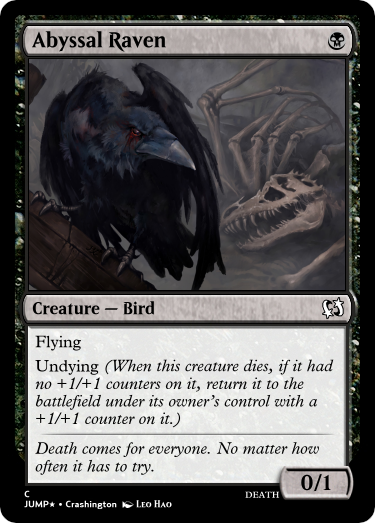 Abyssal Raven
Creature — Bird
Flying
Undying (When this creature dies, if it had
no +1/+1 counters on it, return it to the
battlefield under its owner's control with a
+1/+1 counter on it.)
Death comes for everyone. No matter how
often it has to try.
0/1
C
DEATH
JUMP★ • Crashington Leo Hao